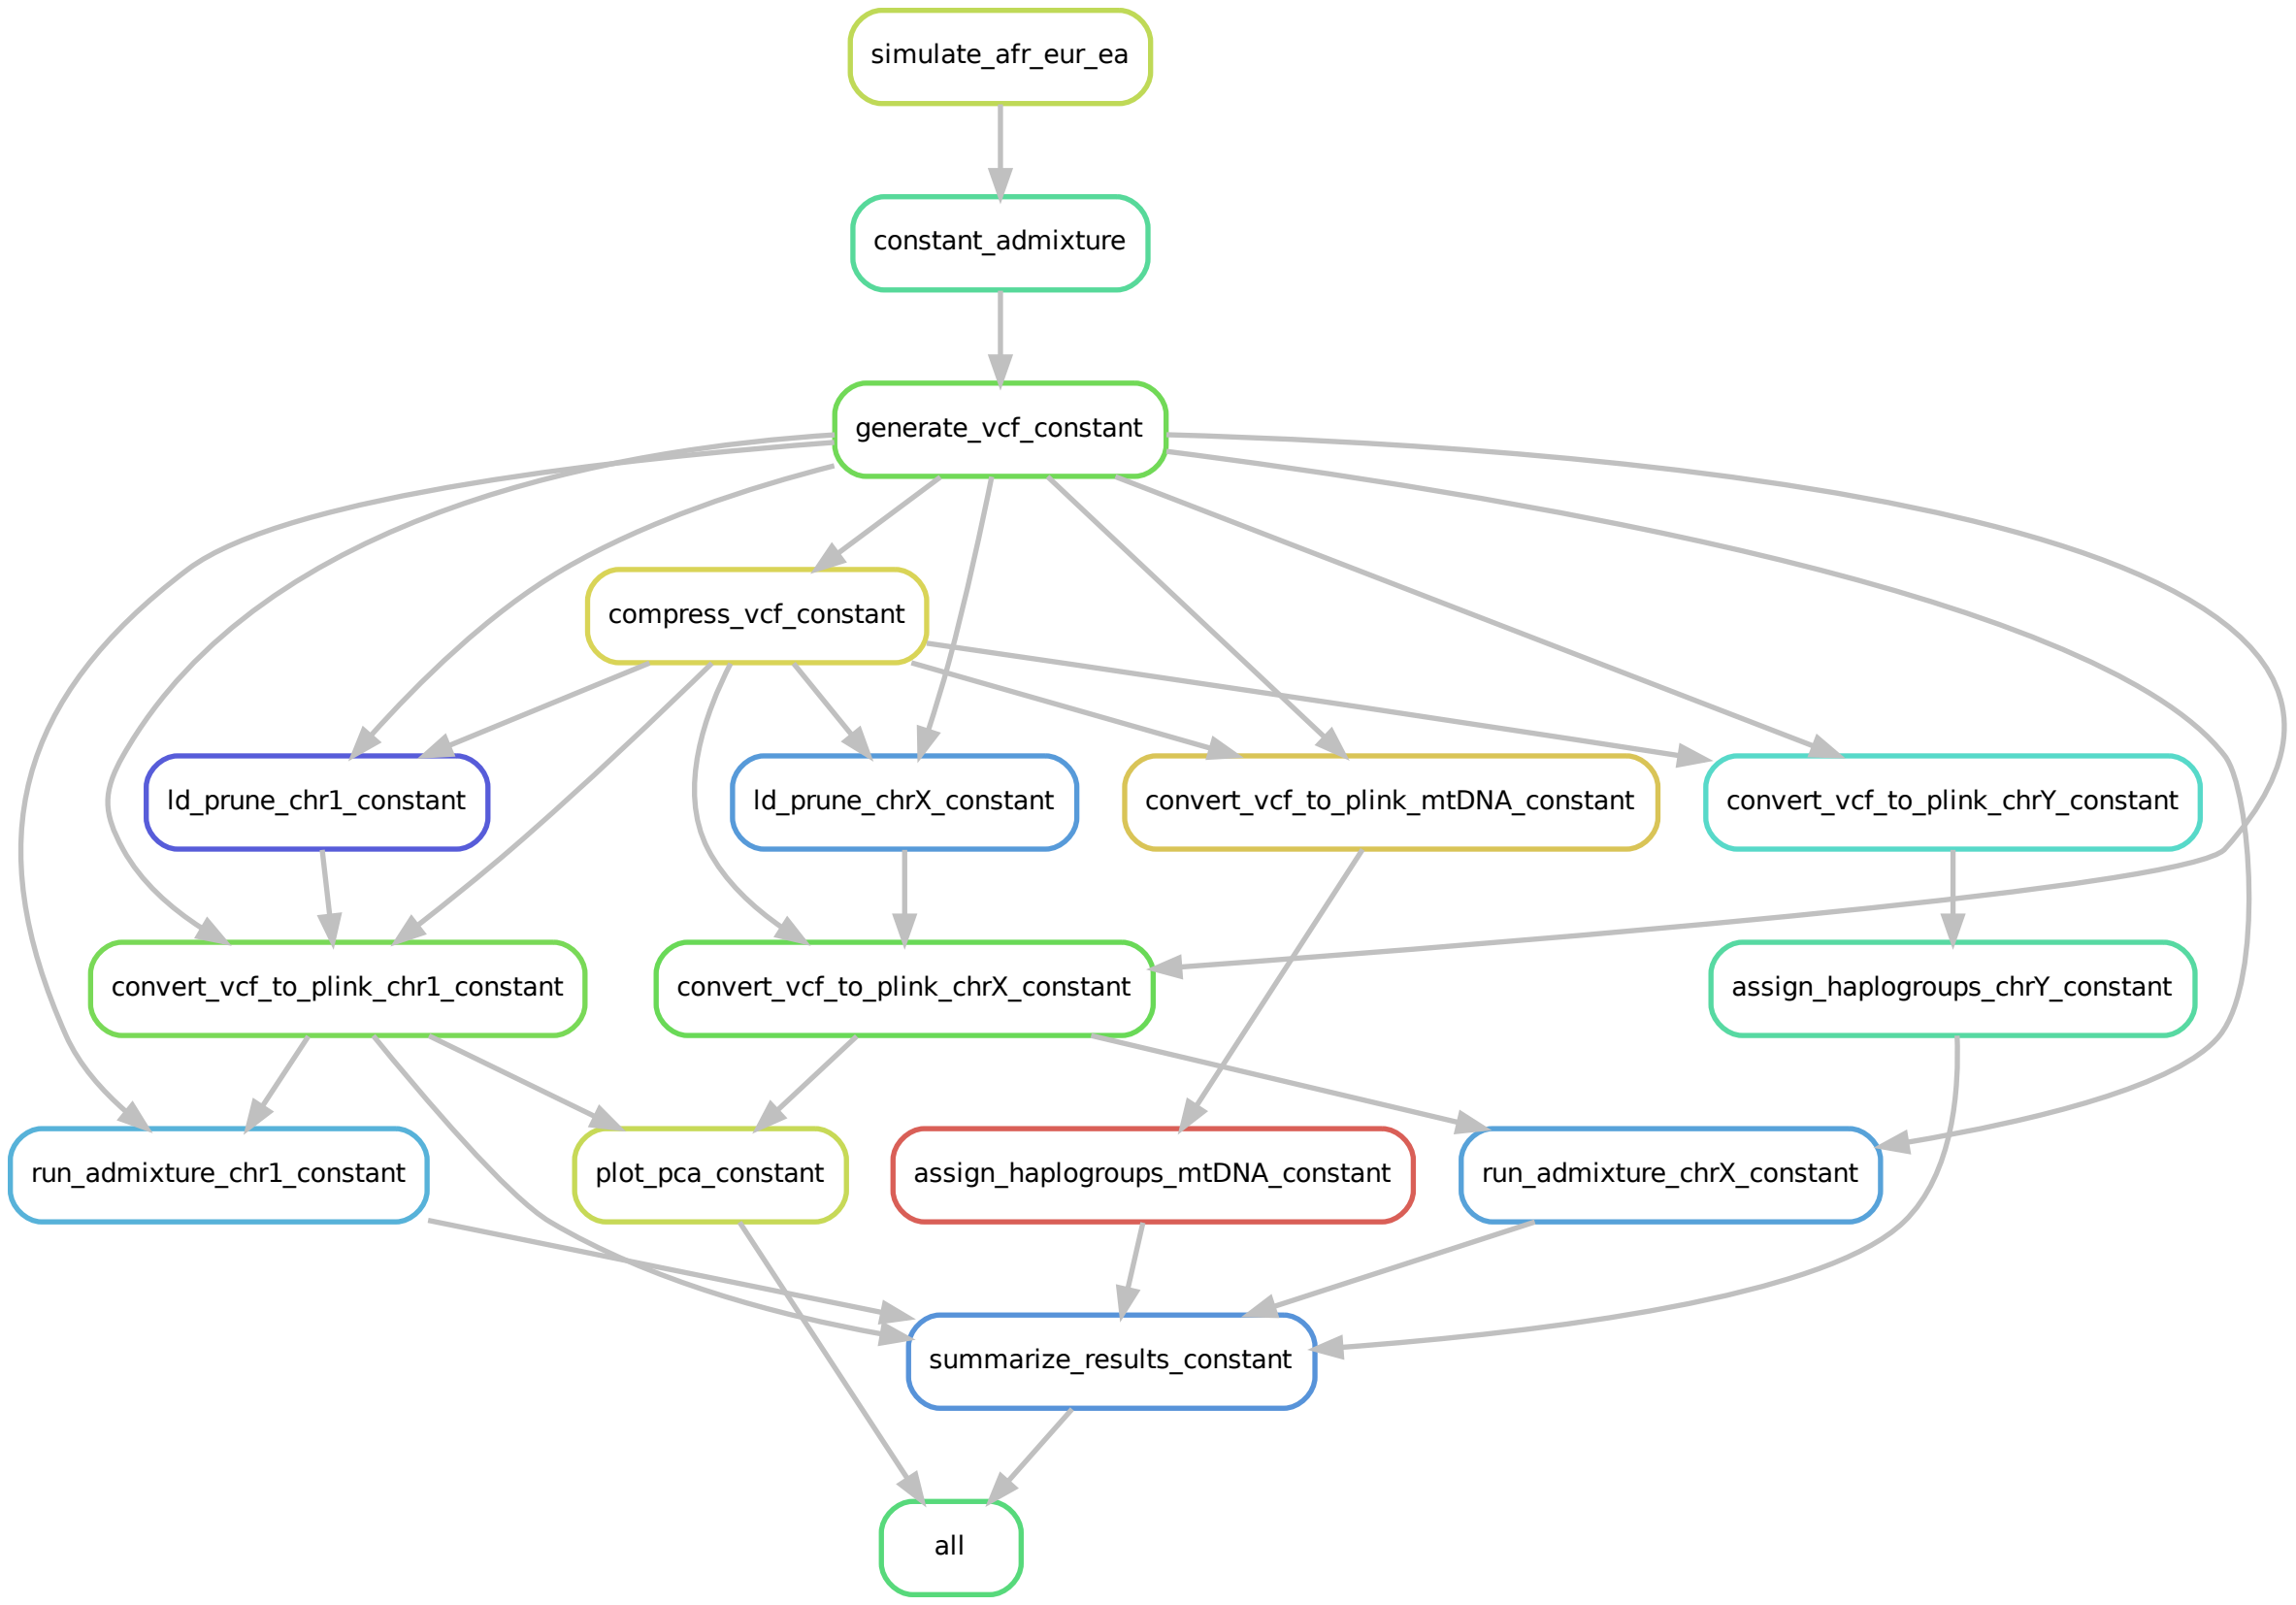 simulate_afr_eur_ea
constant_admixture
generate_vcf_constant
compress_vcf_constant
ld_prune_chr1_constant
ld_prune_chrX_constant
convert_vcf_to_plink_mtDNA_constant
convert_vcf_to_plink_chrY_constant
convert_vcf_to_plink_chr1_constant
convert_vcf_to_plink_chrX_constant
assign_haplogroups_chrY_constant
run_admixture_chr1_constant
plot_pca_constant
assign_haplogroups_mtDNA_constant
run_admixture_chrX_constant
summarize_results_constant
all